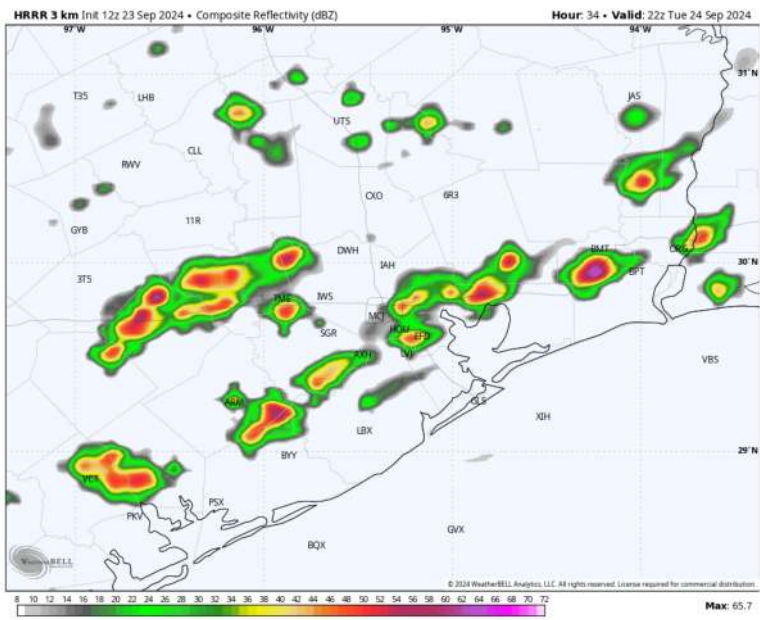 HRRR 3 km Init 12z 23 Sep 2024 • Composite Reflectivity (dBZ) Hour: 34 • Valid: 22z Tue 24 Sep 2024
97°W 96°W 95°W 94°W
31°N
T35 LHB JAS
UTS
CLL
RWV
CXO 6R3
11R
GYB
DWH BMT ORG
IAH 30°N
3T5 BPT
TME IWS
MCJ
SGR HOU EFD
AXH LVJ
VBS
ARM GLS
XIH
LBX
BYY 29°N
VCT
PSX
PKV
GVX
BQX
WEATHERBELL
© 2024 WeatherBELL Analytics, LLC. All rights reserved. License required for commercial distribution.
8 10 12 14 16 18 20 22 24 26 28 30 32 34 36 38 40 42 44 46 48 50 52 54 56 58 60 62 64 66 68 70 72 Max: 65.7